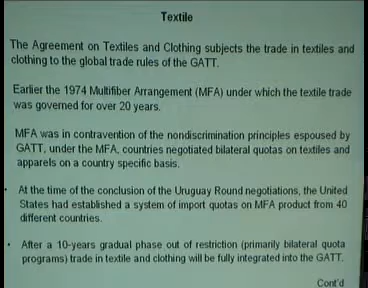 Textile
The Agreement on Textiles and Clothing subjects the trade in textiles and
clothing to the global trade rules of the GATT.
Earlier the 1974 Multifiber Arrangement (MFA) under which the textile trade
was governed for over 20 years.
MFA was in contravention of the nondiscrimination principles espoused by
GATT, under the MFA, countries negotiated bilateral quotas on textiles and
apparels on a country specific basis.
• At the time of the conclusion of the Uruguay Round negotiations, the United
States had established a system of import quotas on MFA product from 40
different countries.
• After a 10-years gradual phase out of restriction (primarily bilateral quota
programs) trade in textile and clothing will be fully integrated into the GATT.
Cont'd